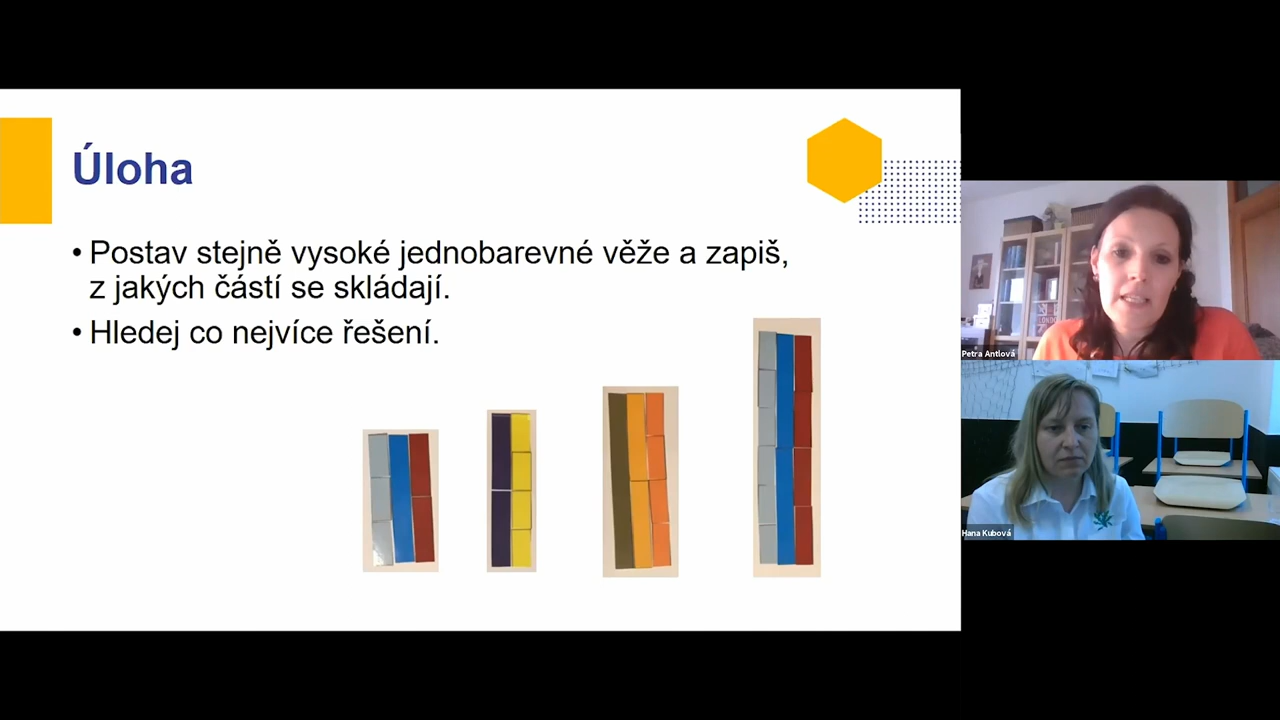 Úloha
• Postav stejně vysoké jednobarevné věže a zapiš,
z jakých částí se skládají.
• Hledej co nejvíce řešení.
Petra Antlová
Hana Kubová